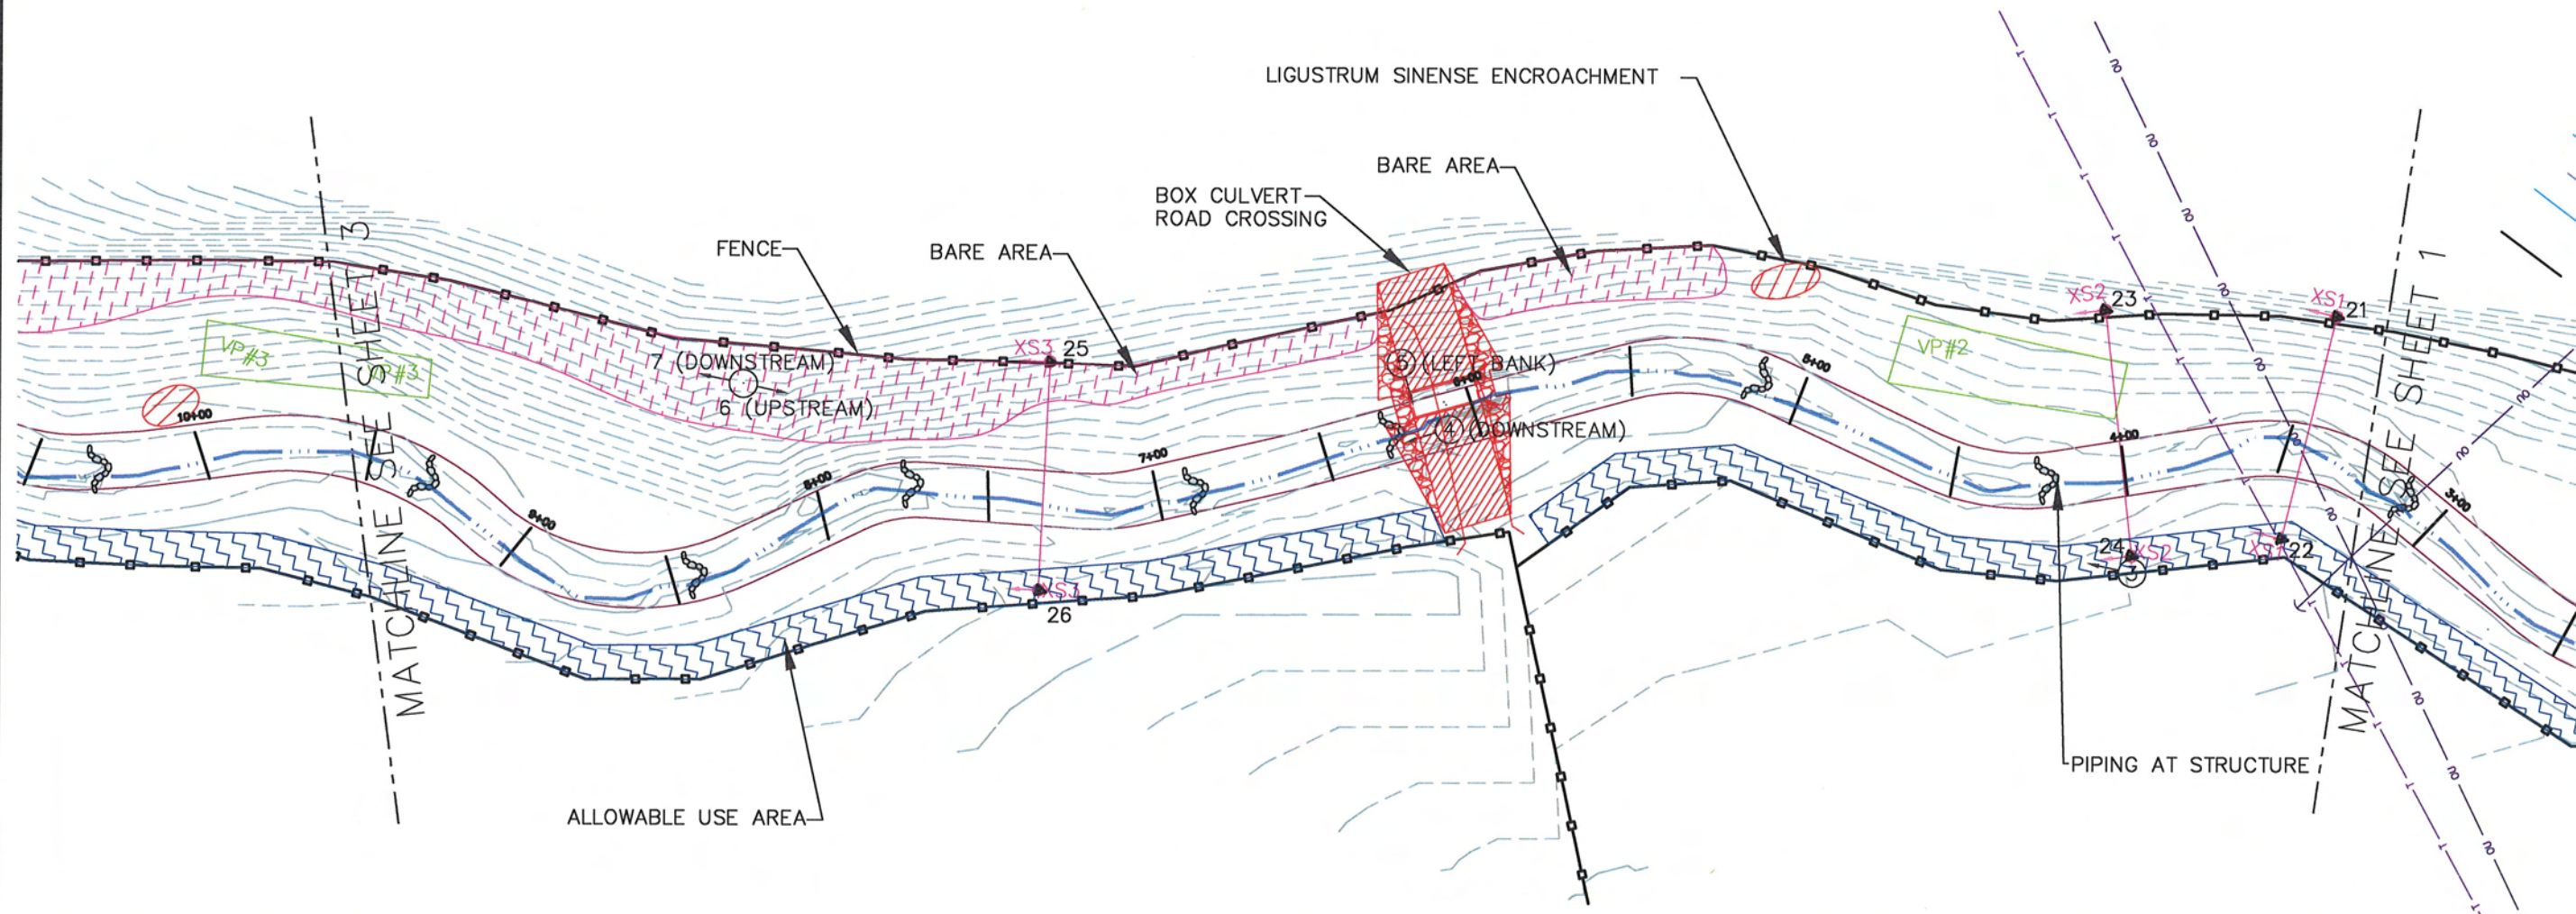 LIGUSTRUM SINENSE ENCROACHMENT
BARE AREA
BOX CULVERT
ROAD CROSSING
FENCE
BARE AREA
MATCHLINE SEE SHEET 3
MATCHLINE SEE SHEET 1
XS2
23
XS1
21
VP#3
VP#3
VP#2
XS3
25
7 (DOWNSTREAM)
6 (UPSTREAM)
5 (LEFT BANK)
6+00
4 (DOWNSTREAM)
5+00
10+00
9+00
8+00
7+00
4+00
3+00
24
XS2
3
XS1
22
XS3
26
PIPING AT STRUCTURE
ALLOWABLE USE AREA